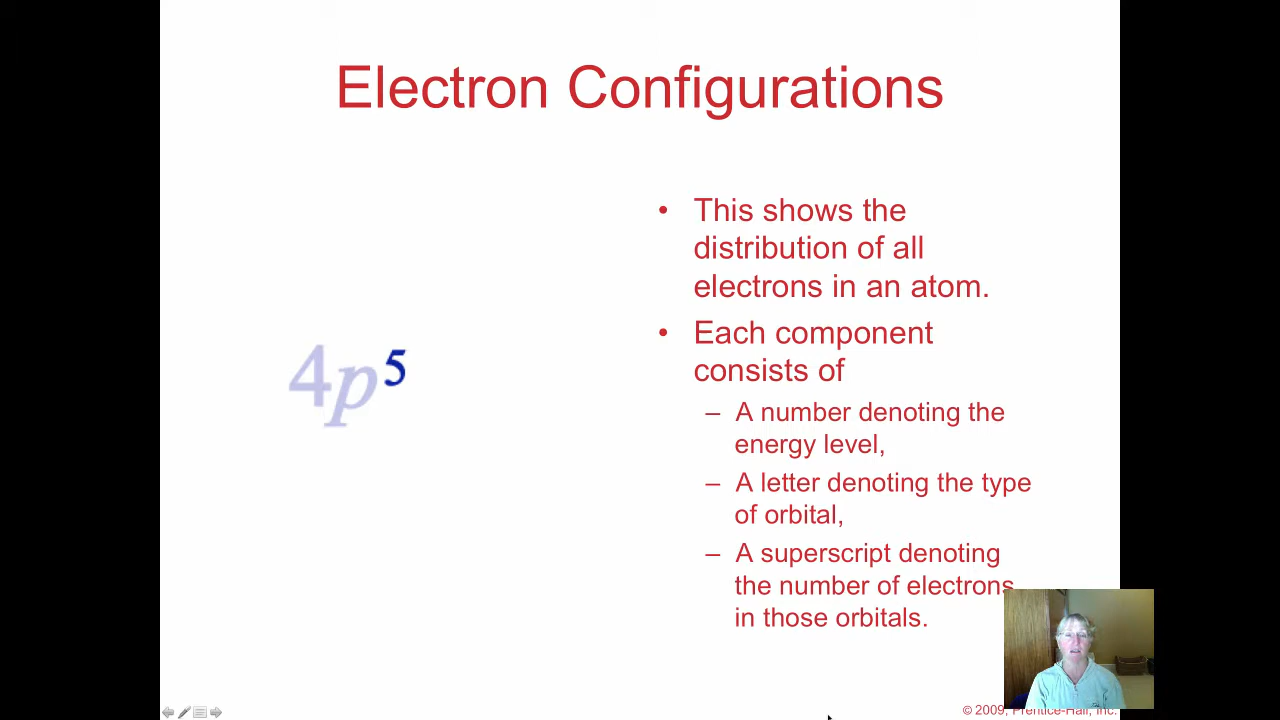 Electron Configurations
• This shows the
distribution of all
electrons in an atom.
• Each component
consists of
– A number denoting the
energy level,
– A letter denoting the type
of orbital,
– A superscript denoting
the number of electrons
in those orbitals.
4p⁵
© 2009, Prentice-Hall, Inc.